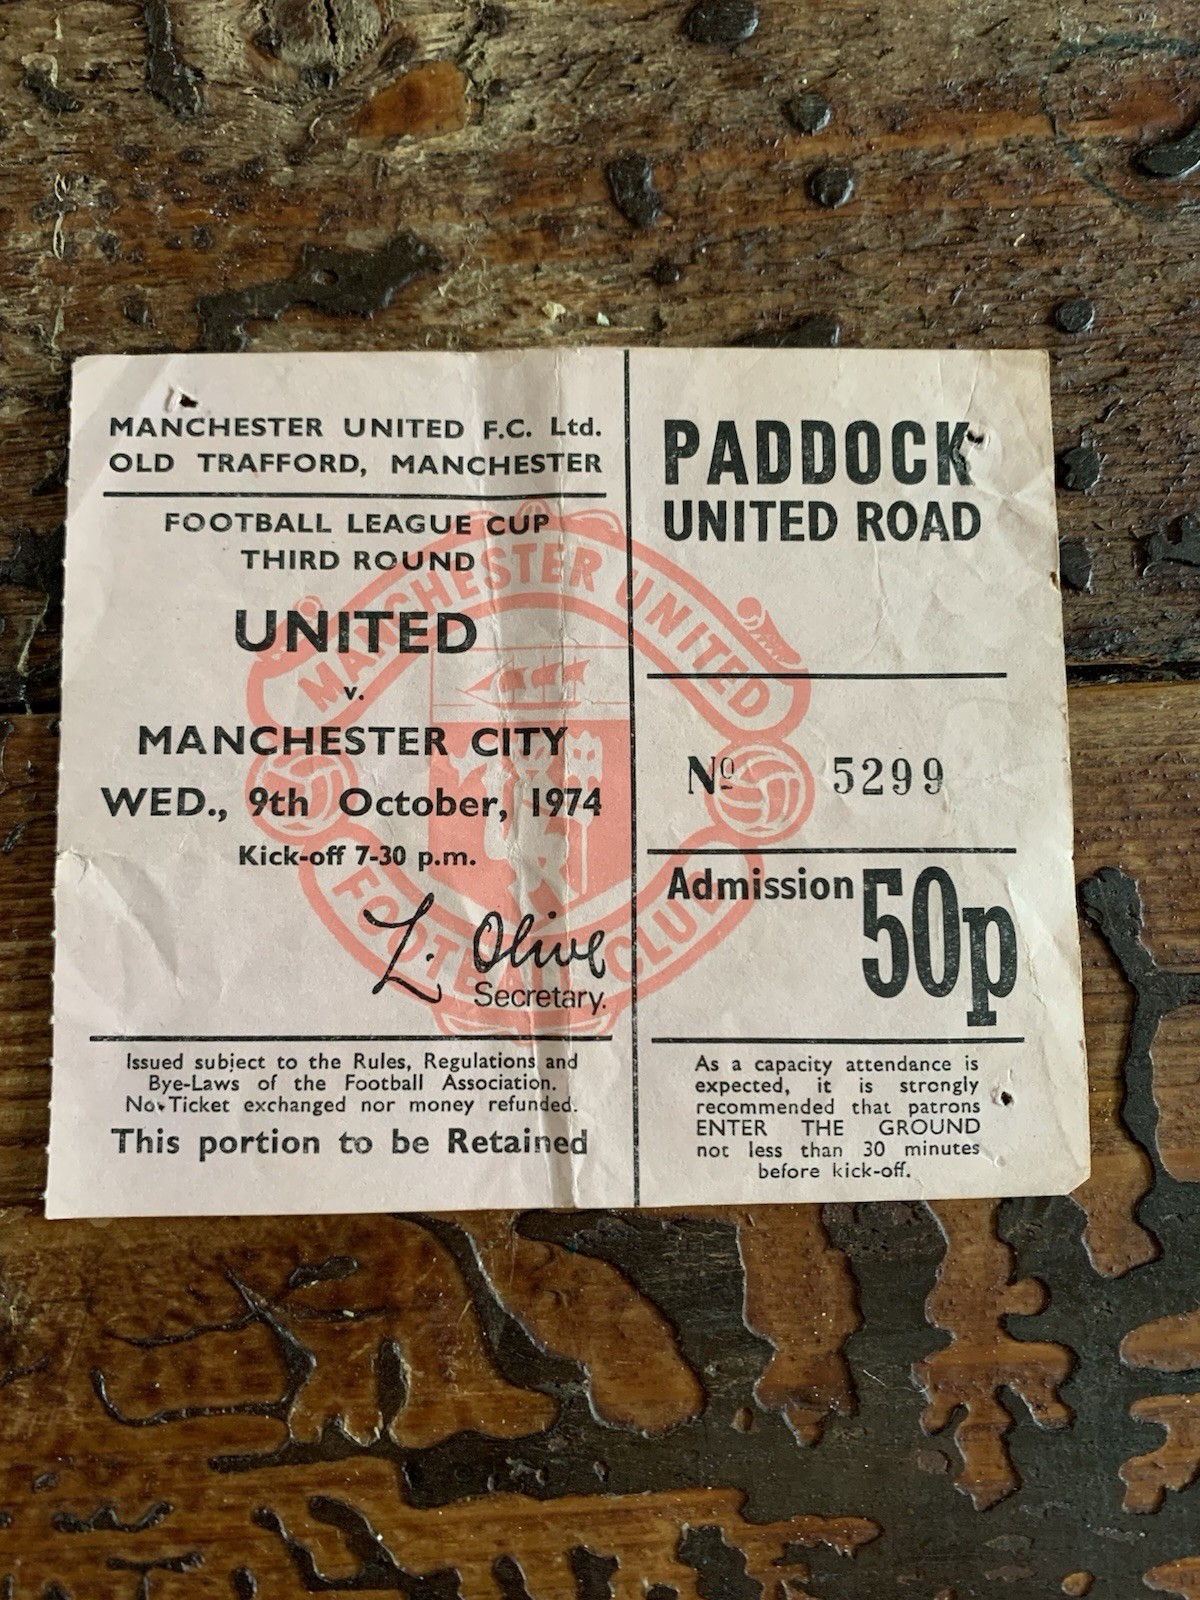 MANCHESTER UNITED F.C. Ltd.
OLD TRAFFORD, MANCHESTER
FOOTBALL LEAGUE CUP
THIRD ROUND
UNITED
v.
MANCHESTER CITY
WED., 9th October, 1974
Kick-off 7-30 p.m.
L. Olive
Secretary.
Issued subject to the Rules, Regulations and
Bye-Laws of the Football Association.
No Ticket exchanged nor money refunded.
This portion to be Retained
MANCHESTER UNITED
FOOTBALL CLUB
PADDOCK
UNITED ROAD
Nº 5299
Admission 50p
As a capacity attendance is
expected, it is strongly
recommended that patrons
ENTER THE GROUND
not less than 30 minutes
before kick-off.